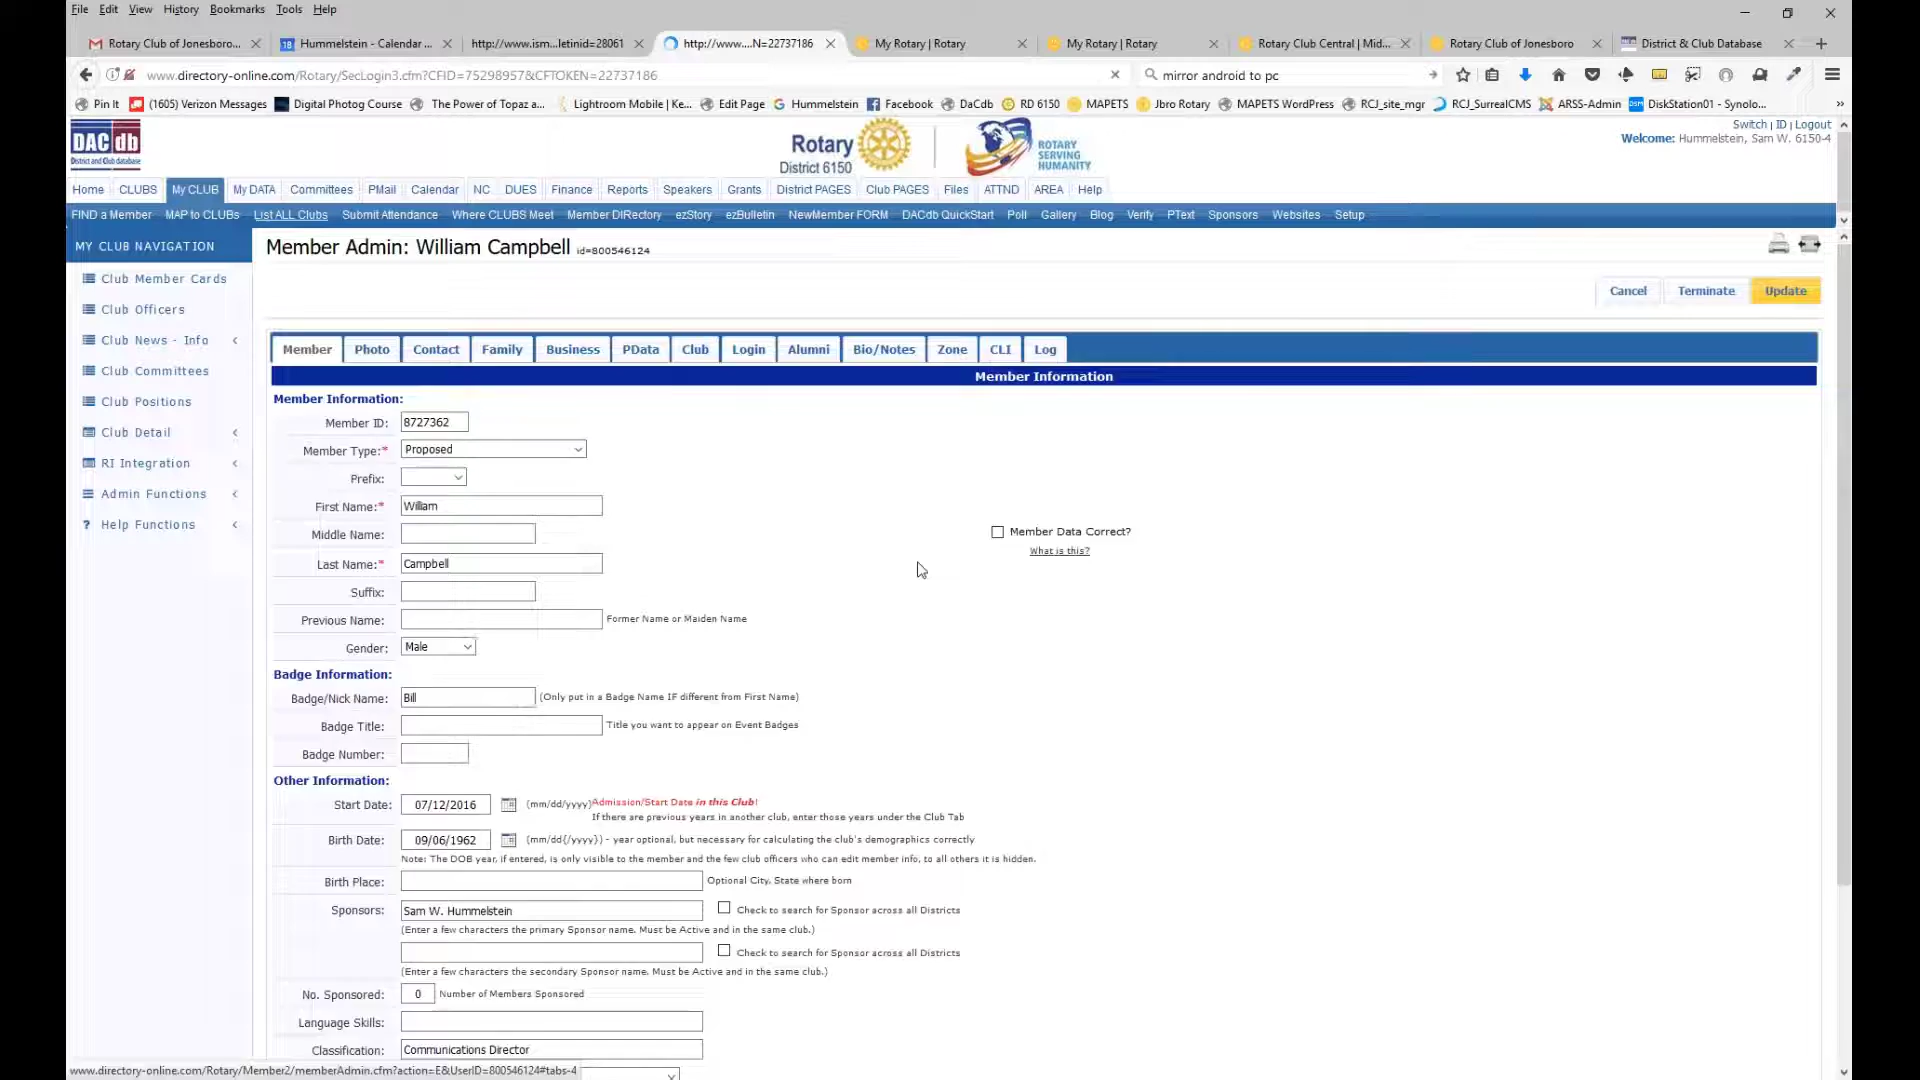 File Edit View History Bookmarks Tools Help
Rotary Club of Jonesboro... Hummelstein - Calendar ... http://www.ism...letinid=28061 http://www....N=22737186 My Rotary | Rotary My Rotary | Rotary Rotary Club Central | Mid... Rotary Club of Jonesboro District & Club Database
www.directory-online.com/Rotary/SecLogin3.cfm?CFID=75298957&CFTOKEN=22737186 mirror android to pc
Pin It (1605) Verizon Messages Digital Photog Course The Power of Topaz a... Lightroom Mobile | Ke... Edit Page Hummelstein Facebook DaCdb RD 6150 MAPETS Jbro Rotary MAPETS WordPress RCJ_site_mgr RCJ_SurrealCMS ARSS-Admin DiskStation01 - Synolo... »
DAC db
District and Club database
Rotary
District 6150
ROTARY
SERVING
HUMANITY
Switch | ID | Logout
Welcome: Hummelstein, Sam W. 6150-4
Home CLUBS My CLUB My DATA Committees PMail Calendar NC DUES Finance Reports Speakers Grants District PAGES Club PAGES Files ATTND AREA Help
FIND a Member MAP to CLUBs List ALL Clubs Submit Attendance Where CLUBS Meet Member DIRectory ezStory ezBulletin NewMember FORM DACdb QuickStart Poll Gallery Blog Verify PText Sponsors Websites Setup
MY CLUB NAVIGATION
Club Member Cards
Club Officers
Club News - Info
Club Committees
Club Positions
Club Detail
RI Integration
Admin Functions
? Help Functions
Member Admin: William Campbell id=800546124
Cancel Terminate Update
Member Photo Contact Family Business PData Club Login Alumni Bio/Notes Zone CLI Log
Member Information
Member Information:
Member ID: 8727362
Member Type:* Proposed
Prefix:
First Name:* William
Middle Name:
Member Data Correct?
What is this?
Last Name:* Campbell
Suffix:
Previous Name: Former Name or Maiden Name
Gender: Male
Badge Information:
Badge/Nick Name: Bill (Only put in a Badge Name IF different from First Name)
Badge Title: Title you want to appear on Event Badges
Badge Number:
Other Information:
Start Date: 07/12/2016 (mm/dd/yyyy) Admission/Start Date in this Club!
If there are previous years in another club, enter those years under the Club Tab
Birth Date: 09/06/1962 (mm/dd{/yyyy}) - year optional, but necessary for calculating the club's demographics correctly
Note: The DOB year, if entered, is only visible to the member and the few club officers who can edit member info, to all others it is hidden.
Birth Place: Optional City, State where born
Sponsors: Sam W. Hummelstein Check to search for Sponsor across all Districts
(Enter a few characters the primary Sponsor name. Must be Active and in the same club.)
Check to search for Sponsor across all Districts
(Enter a few characters the secondary Sponsor name. Must be Active and in the same club.)
No. Sponsored: 0 Number of Members Sponsored
Language Skills:
Classification: Communications Director
www.directory-online.com/Rotary/Member2/memberAdmin.cfm?action=E&UserID=800546124#tabs-4